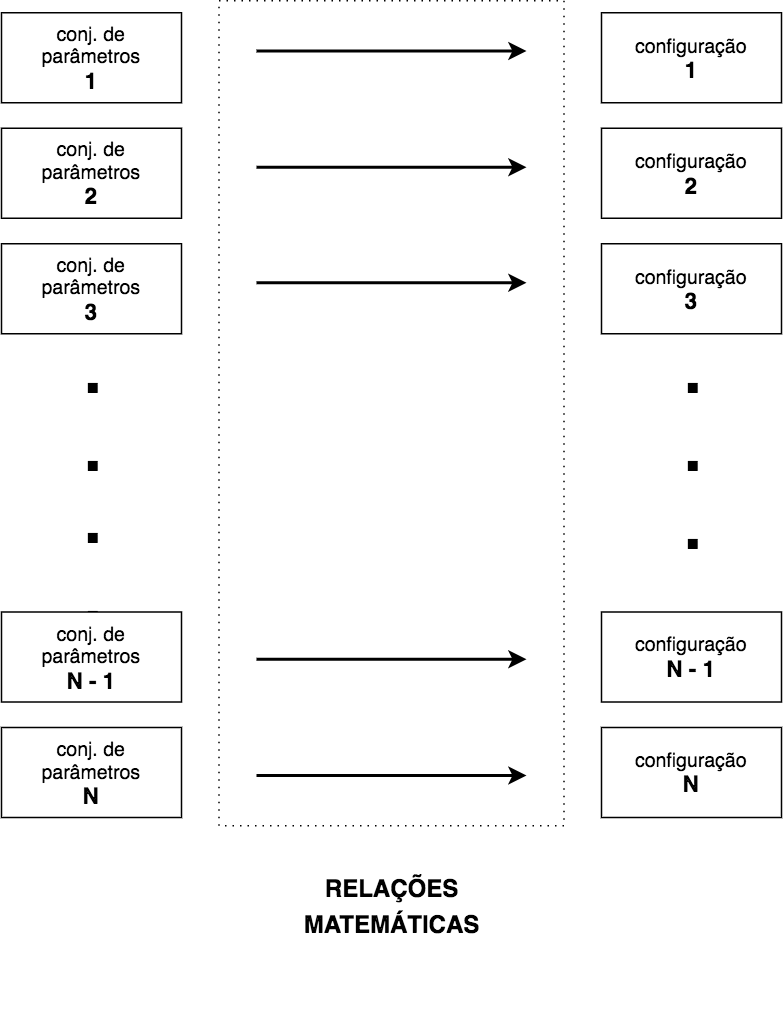 conj. de
parâmetros
1
configuração
1
conj. de
parâmetros
2
configuração
2
conj. de
parâmetros
3
configuração
3
conj. de
parâmetros
N - 1
configuração
N - 1
conj. de
parâmetros
N
configuração
N
RELAÇÕES
MATEMÁTICAS